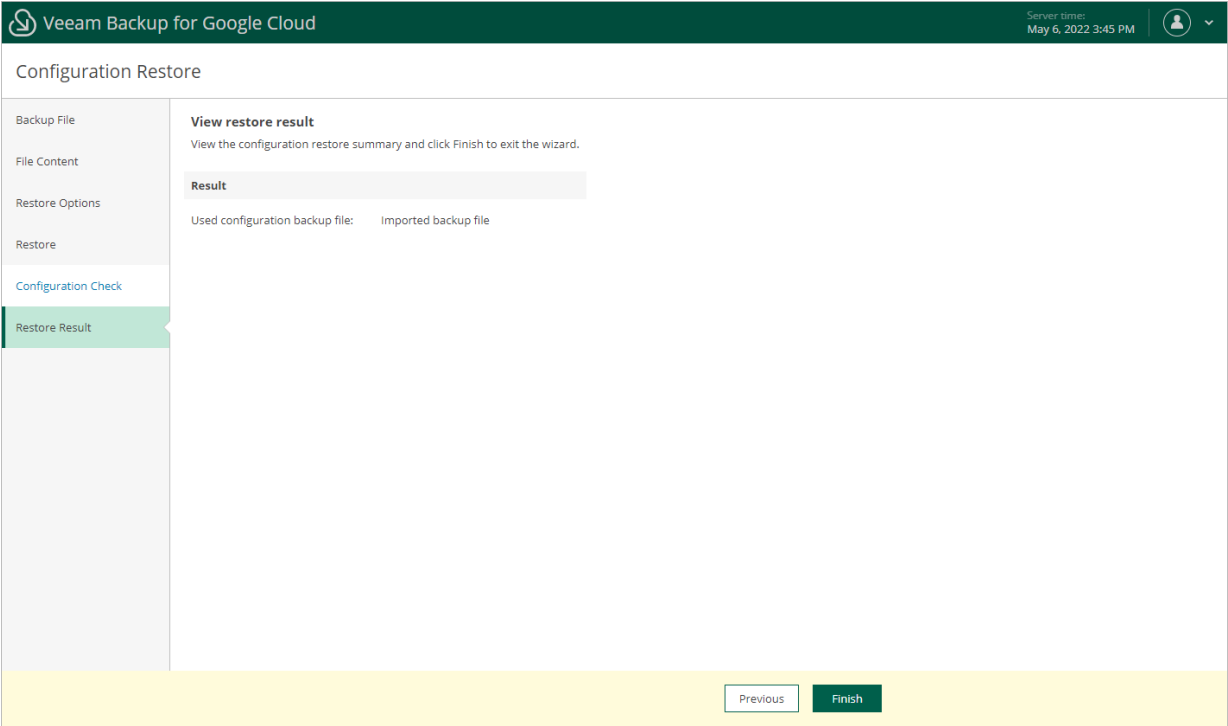 Veeam Backup for Google Cloud
Server time:
May 6, 2022 3:45 PM
Configuration Restore
Backup File
File Content
Restore Options
Restore
Configuration Check
Restore Result
View restore result
View the configuration restore summary and click Finish to exit the wizard.
Result
Used configuration backup file: Imported backup file
Previous
Finish